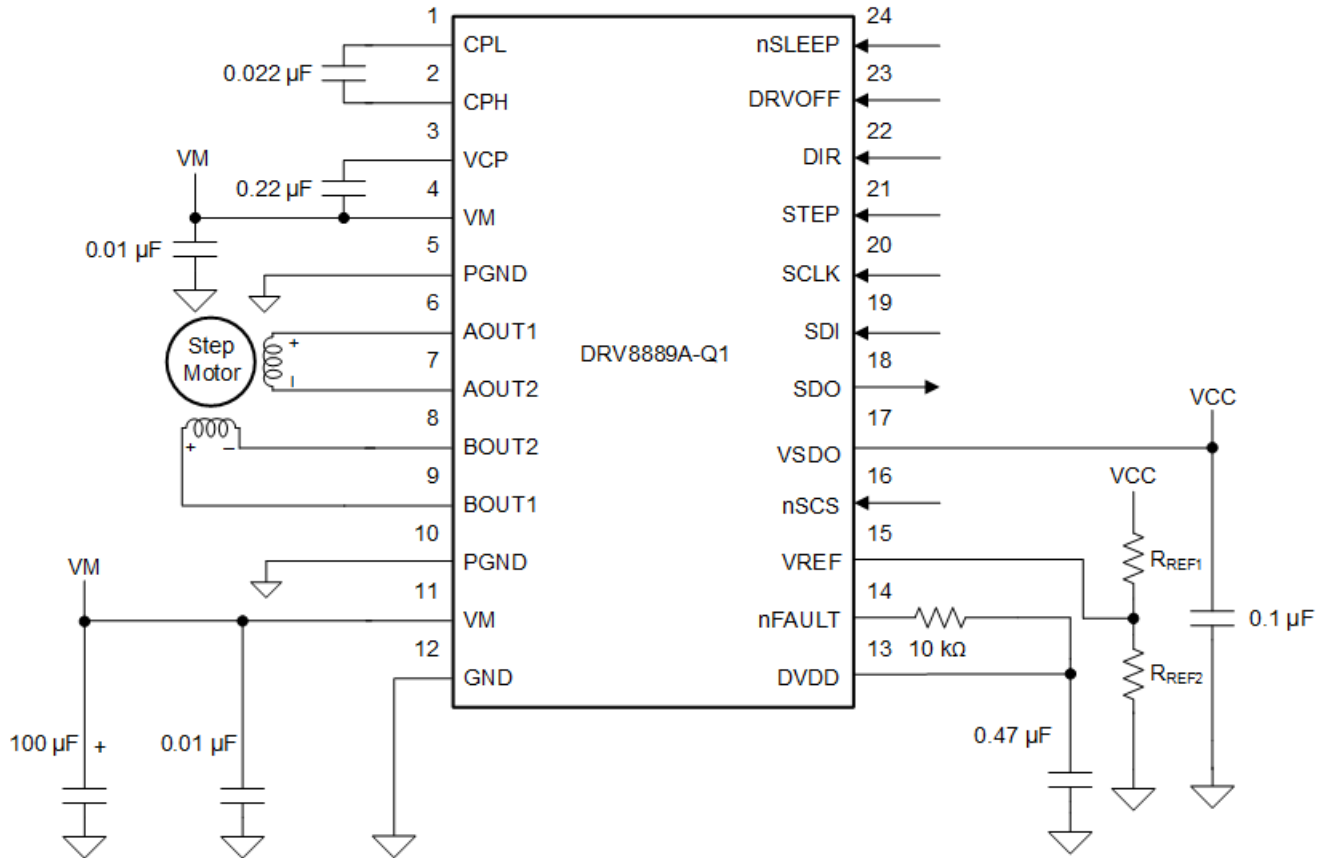 1
CPL
0.022 µF
2
CPH
3
VCP
VM
0.22 µF
4
VM
0.01 µF
5
PGND
6
AOUT1
+
Step
Motor
7
–
AOUT2
8
BOUT2
+ –
9
BOUT1
10
PGND
VM
11
VM
12
GND
100 µF +
0.01 µF
DRV8889A-Q1
24
nSLEEP
23
DRVOFF
22
DIR
21
STEP
20
SCLK
19
SDI
18
SDO
17
VSDO
VCC
16
nSCS
VCC
15
VREF
RREF1
14
nFAULT
10 kΩ
0.1 µF
13
DVDD
RREF2
0.47 µF